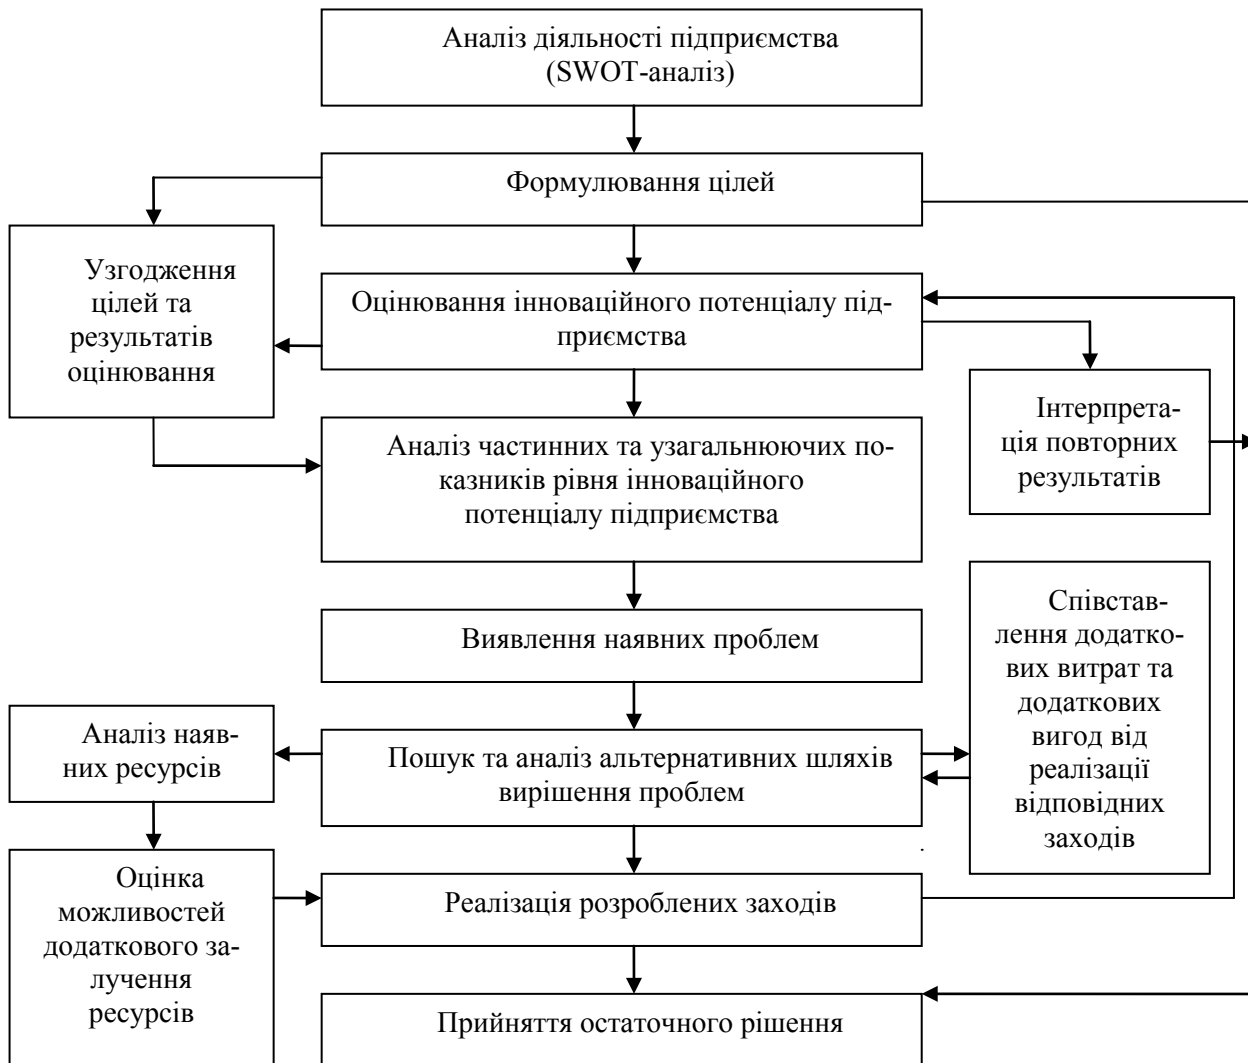 Аналіз діяльності підприємства
(SWOT-аналіз)
Формулювання цілей
Узгодження
цілей та
результатів
оцінювання
Оцінювання інноваційного потенціалу під-
приємства
Інтерпрета-
ція повторних
результатів
Аналіз частинних та узагальнюючих по-
казників рівня інноваційного
потенціалу підприємства
Виявлення наявних проблем
Співстав-
лення додатко-
вих витрат та
додаткових
вигод від
реалізації
відповідних
заходів
Аналіз наяв-
них ресурсів
Пошук та аналіз альтернативних шляхів
вирішення проблем
Оцінка
можливостей
додаткового за-
лучення
ресурсів
Реалізація розроблених заходів
Прийняття остаточного рішення